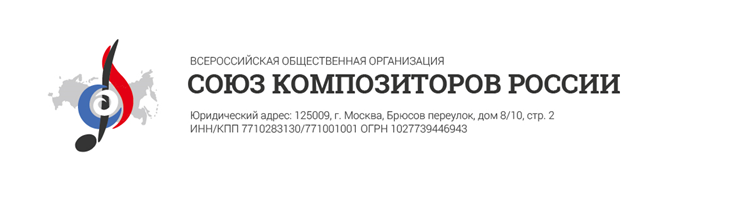 ВСЕРОССИЙСКАЯ ОБЩЕСТВЕННАЯ ОРГАНИЗАЦИЯ
СОЮЗ КОМПОЗИТОРОВ РОССИИ
Юридический адрес: 125009, г. Москва, Брюсов переулок, дом 8/10, стр. 2
ИНН/КПП 7710283130/771001001 ОГРН 1027739446943